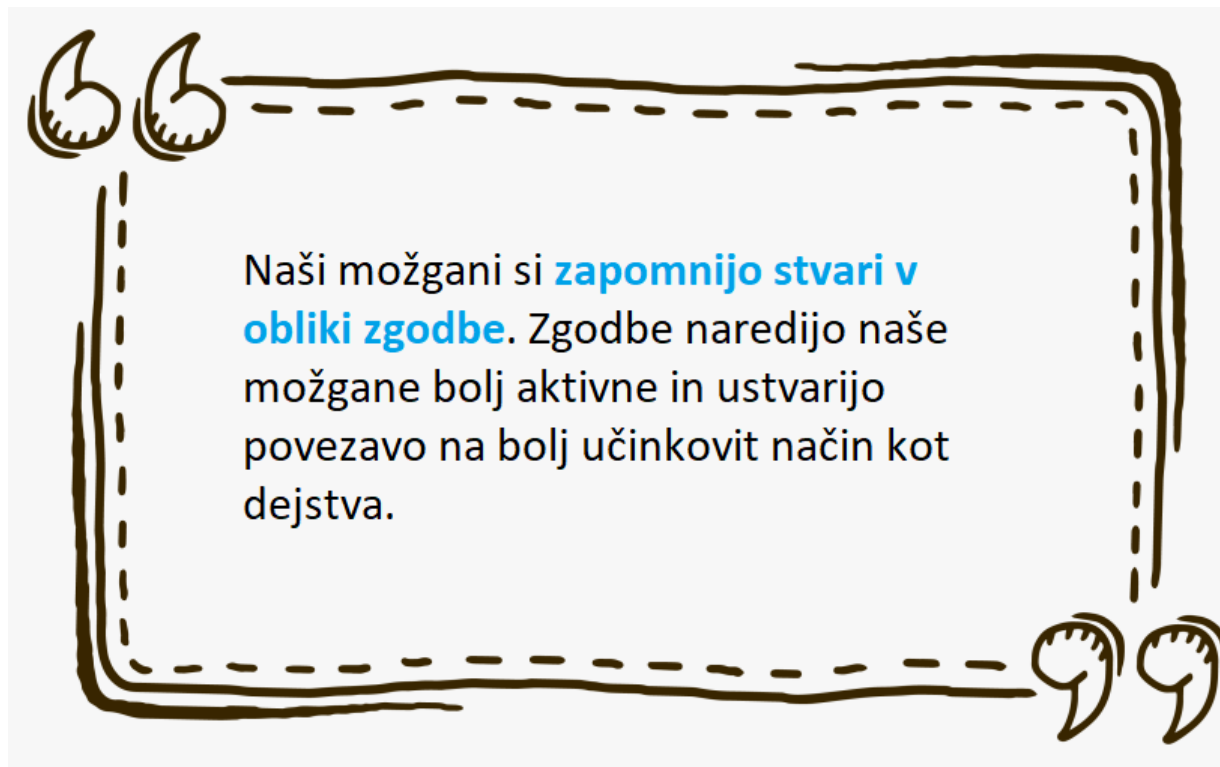 Naši možgani si zapomnijo stvari v
obliki zgodbe. Zgodbe naredijo naše
možgane bolj aktivne in ustvarijo
povezavo na bolj učinkovit način kot
dejstva.